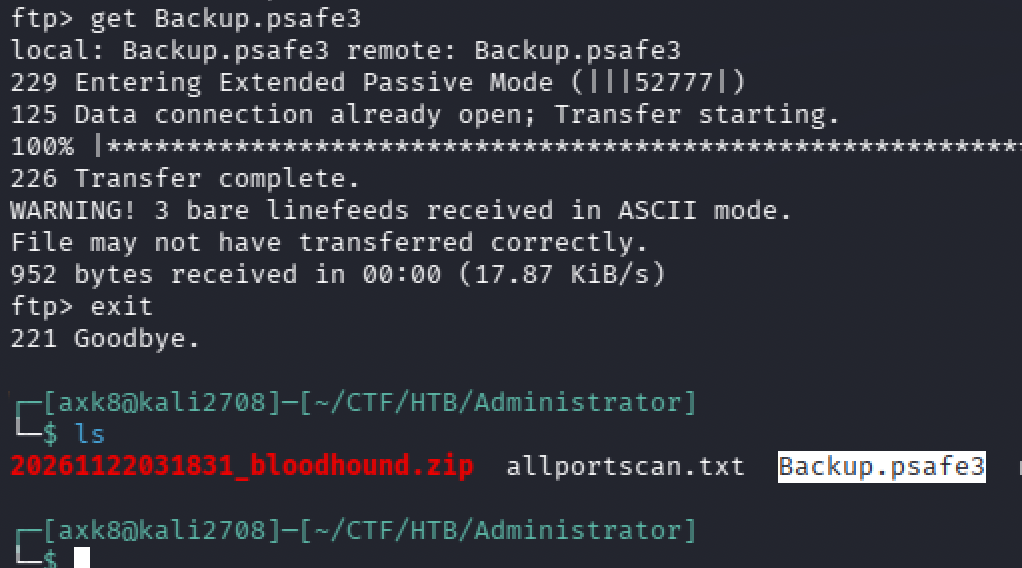 ftp> get Backup.psafe3
local: Backup.psafe3 remote: Backup.psafe3
229 Entering Extended Passive Mode (|||52777|)
125 Data connection already open; Transfer starting.
100% |*********************************************************
226 Transfer complete.
WARNING! 3 bare linefeeds received in ASCII mode.
File may not have transferred correctly.
952 bytes received in 00:00 (17.87 KiB/s)
ftp> exit
221 Goodbye.
┌─[axk8@kali2708]─[~/CTF/HTB/Administrator]
└─$ ls
20261122031831_bloodhound.zip  allportscan.txt  Backup.psafe3
┌─[axk8@kali2708]─[~/CTF/HTB/Administrator]
└─$